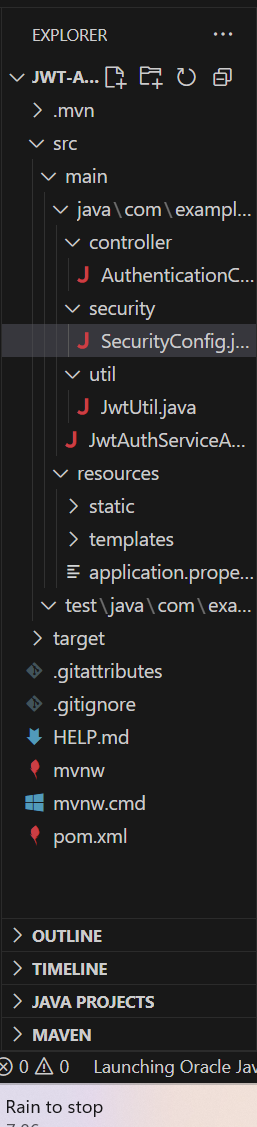 EXPLORER
JWT-A...
.mvn
src
main
java\com\exampl...
controller
AuthenticationC...
security
SecurityConfig.j...
util
JwtUtil.java
JwtAuthServiceA...
resources
static
templates
application.prope...
test\java\com\exa...
target
.gitattributes
.gitignore
HELP.md
mvnw
mvnw.cmd
pom.xml
OUTLINE
TIMELINE
JAVA PROJECTS
MAVEN
0 0 Launching Oracle Jav
Rain to stop